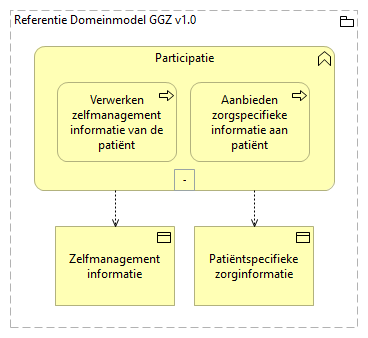 Referentie Domeinmodel GGZ v1.0
Participatie
Verwerken
zelfmanagement
informatie van de
patiënt
Aanbieden
zorgspecifieke
informatie aan
patiënt
-
Zelfmanagement
informatie
Patiëntspecifieke
zorginformatie